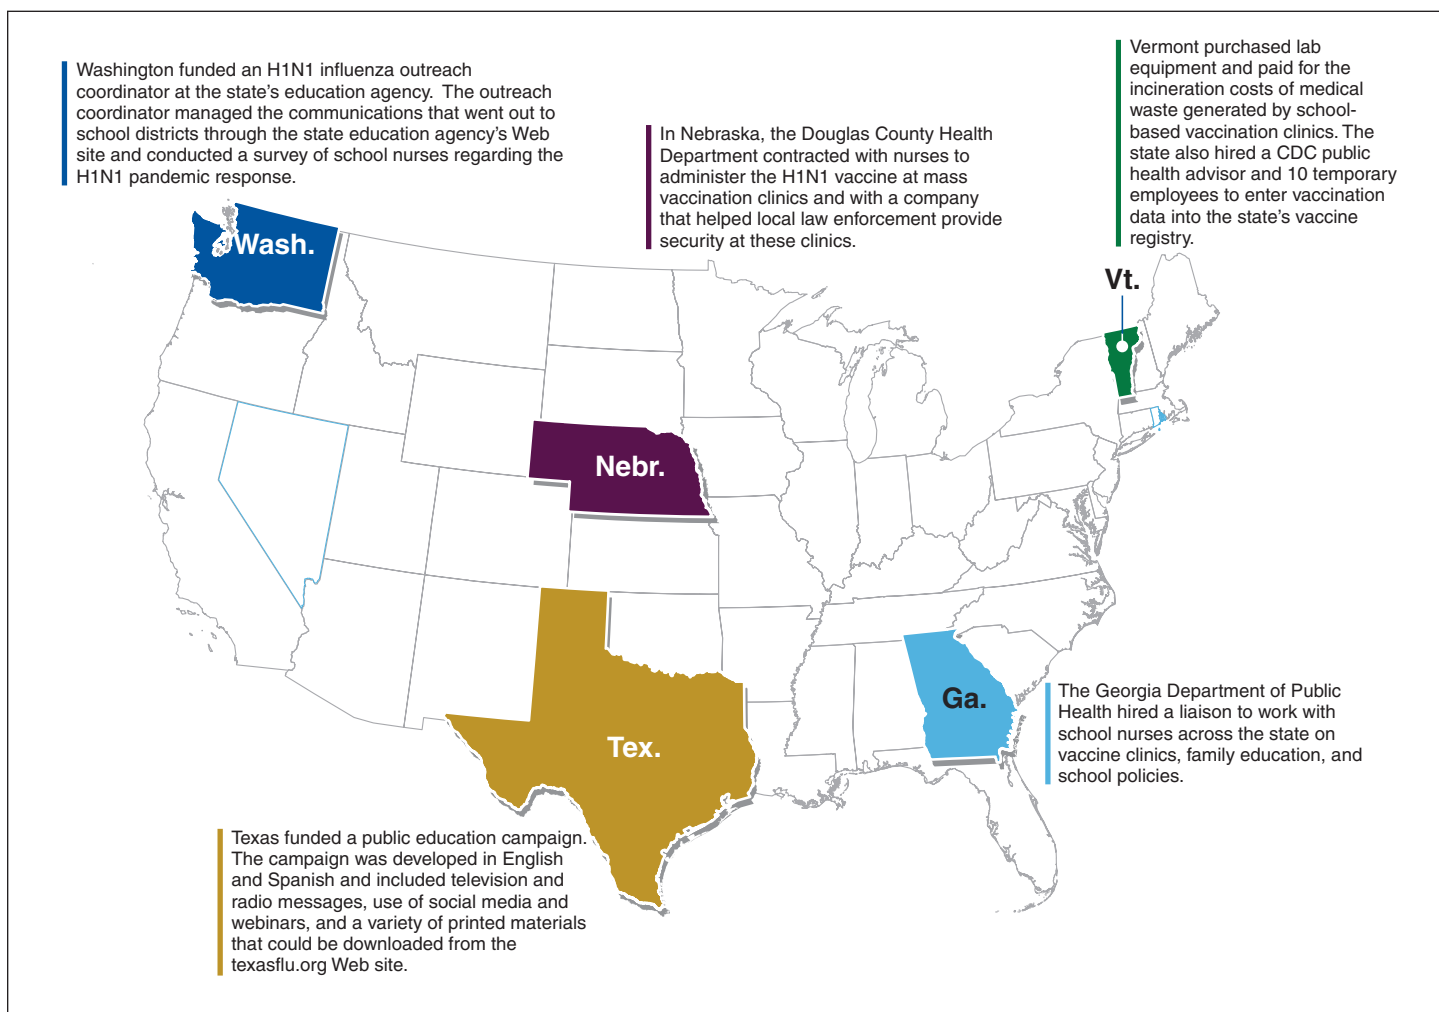 Washington funded an H1N1 influenza outreach
coordinator at the state's education agency. The outreach
coordinator managed the communications that went out to
school districts through the state education agency's Web
site and conducted a survey of school nurses regarding the
H1N1 pandemic response.
In Nebraska, the Douglas County Health
Department contracted with nurses to
administer the H1N1 vaccine at mass
vaccination clinics and with a company
that helped local law enforcement provide
security at these clinics.
Vermont purchased lab
equipment and paid for the
incineration costs of medical
waste generated by school-
based vaccination clinics. The
state also hired a CDC public
health advisor and 10 temporary
employees to enter vaccination
data into the state's vaccine
registry.
Wash.
Vt.
Nebr.
Ga.
Tex.
The Georgia Department of Public
Health hired a liaison to work with
school nurses across the state on
vaccine clinics, family education, and
school policies.
Texas funded a public education campaign.
The campaign was developed in English
and Spanish and included television and
radio messages, use of social media and
webinars, and a variety of printed materials
that could be downloaded from the
texasflu.org Web site.